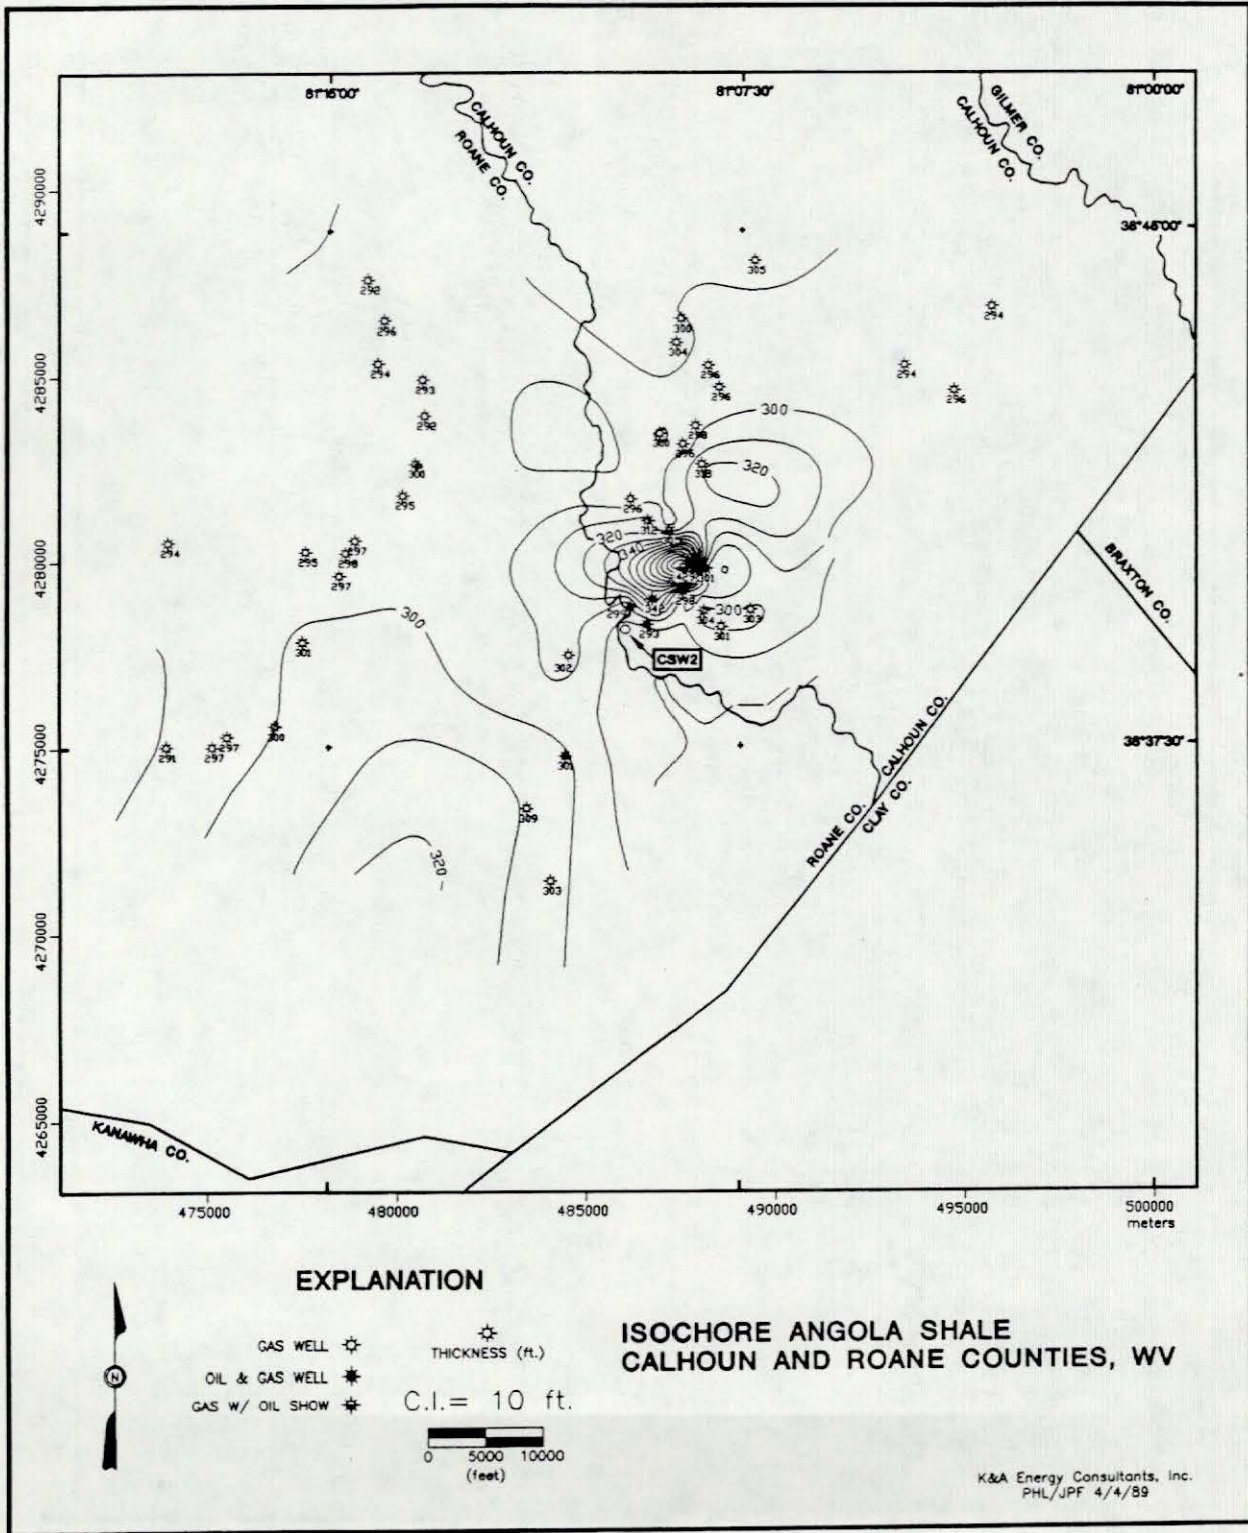 81°15'00"
81°07'30"
81°00'00"
CALHOUN CO.
ROANE CO.
GILMER CO.
CALHOUN CO.
4290000
38°45'00"
305
292
300
294
296
304
294
293
296
294
4285000
296
296
292
300
298
300
296
318
320
300
295
296
312
294
297
320
295
298
340
4280000
301
297
BRAXTON CO.
299
342
298
304
300
303
300
293
301
301
302
CSW2
300
297
291
297
301
4275000
38°37'30"
CALHOUN CO.
309
ROANE CO.
CLAY CO.
320
303
4270000
4265000
KANAWHA CO.
475000
480000
485000
490000
495000
500000
meters
EXPLANATION
N
GAS WELL
OIL & GAS WELL
GAS W/ OIL SHOW
THICKNESS (ft.)
C.I.= 10 ft.
0 5000 10000
(feet)
ISOCHORE ANGOLA SHALE
CALHOUN AND ROANE COUNTIES, WV
K&A Energy Consultants, Inc.
PHL/JPF 4/4/89